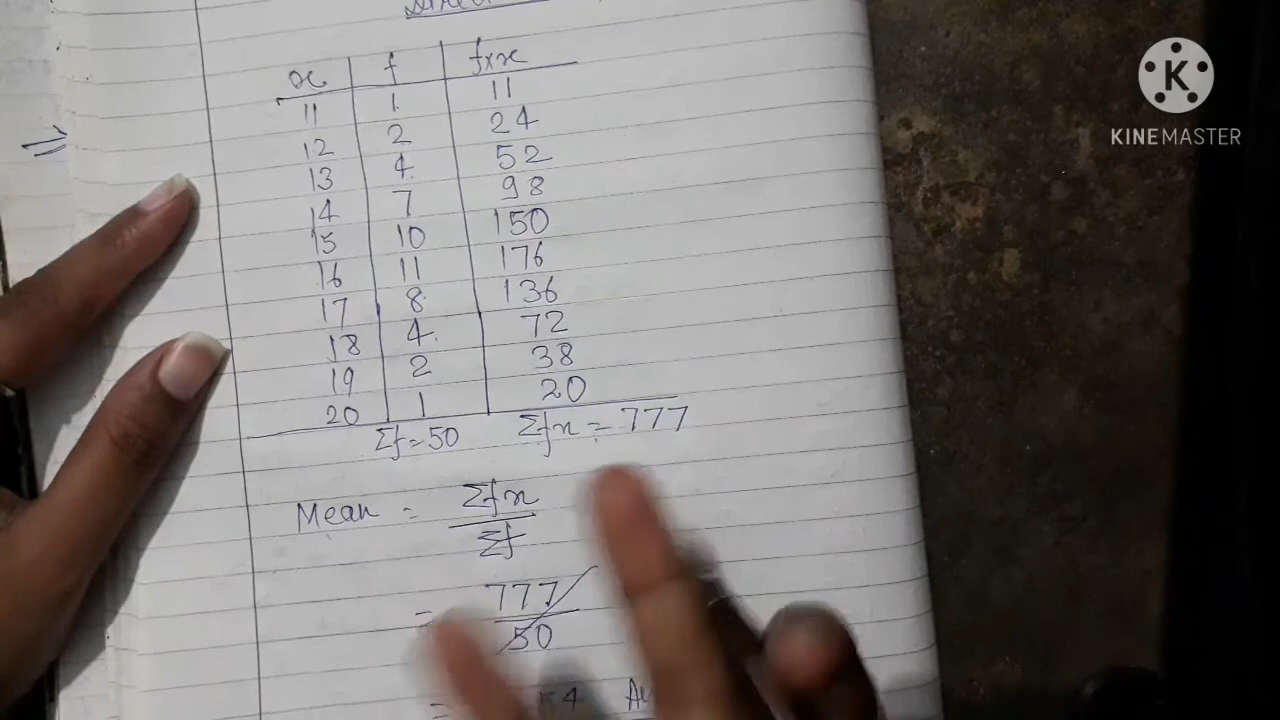 x f f×x
11 1 11
12 2 24
13 4 52
14 7 98
15 10 150
16 11 176
17 8 136
18 4 72
19 2 38
20 1 20
Σf=50 Σfx = 777
Mean = Σfx
Σf
= 777
50
=
K
KINEMASTER